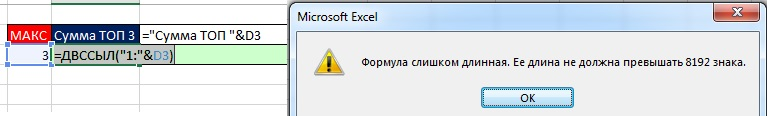 Microsoft Excel
МАКС Сумма ТОП 3 ="Сумма ТОП "&D3
3 =ДВССЫЛ("1:"&D3)
Формула слишком длинная. Ее длина не должна превышать 8192 знака.
OK